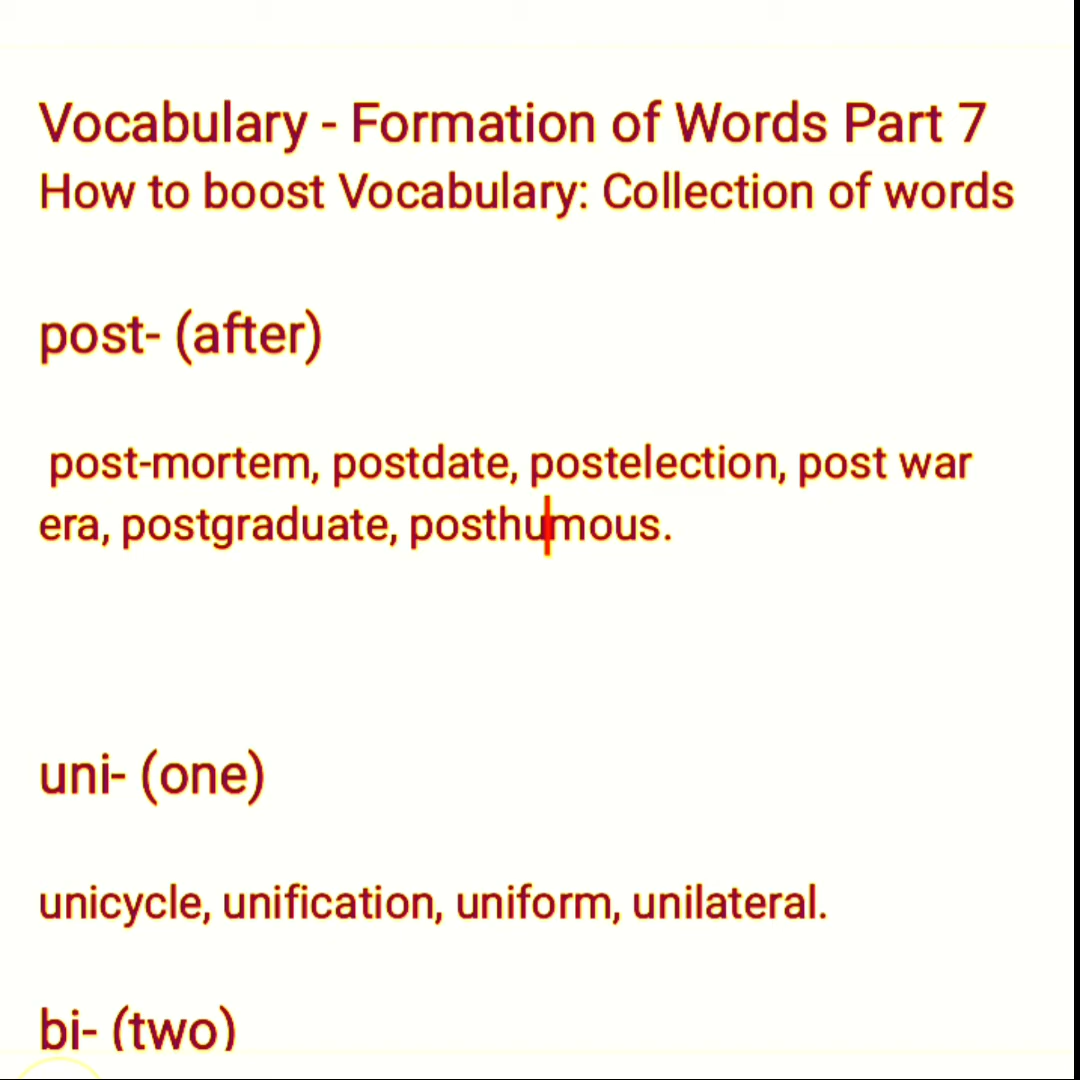 Vocabulary - Formation of Words Part 7
How to boost Vocabulary: Collection of words
post- (after)
post-mortem, postdate, postelection, post war
era, postgraduate, posthumous.
uni- (one)
unicycle, unification, uniform, unilateral.
bi- (two)